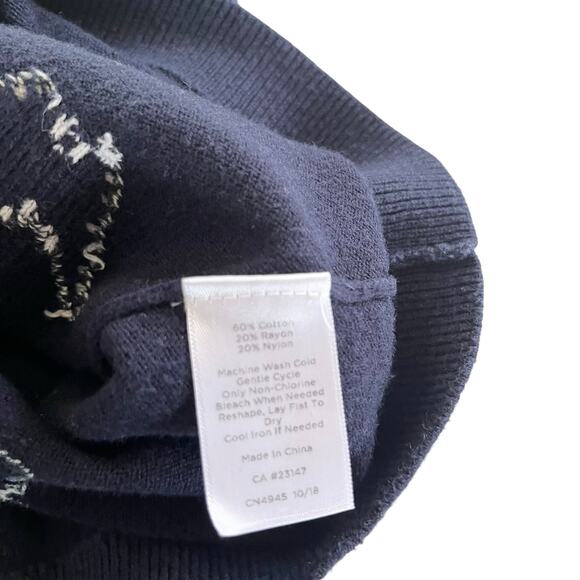 60% Cotton
20% Rayon
20% Nylon
Machine Wash Cold
Gentle Cycle
Only Non-Chlorine
Bleach When Needed
Reshape, Lay Flat To
Dry
Cool Iron If Needed
Made In China
CA #23147
CN4945 10/18